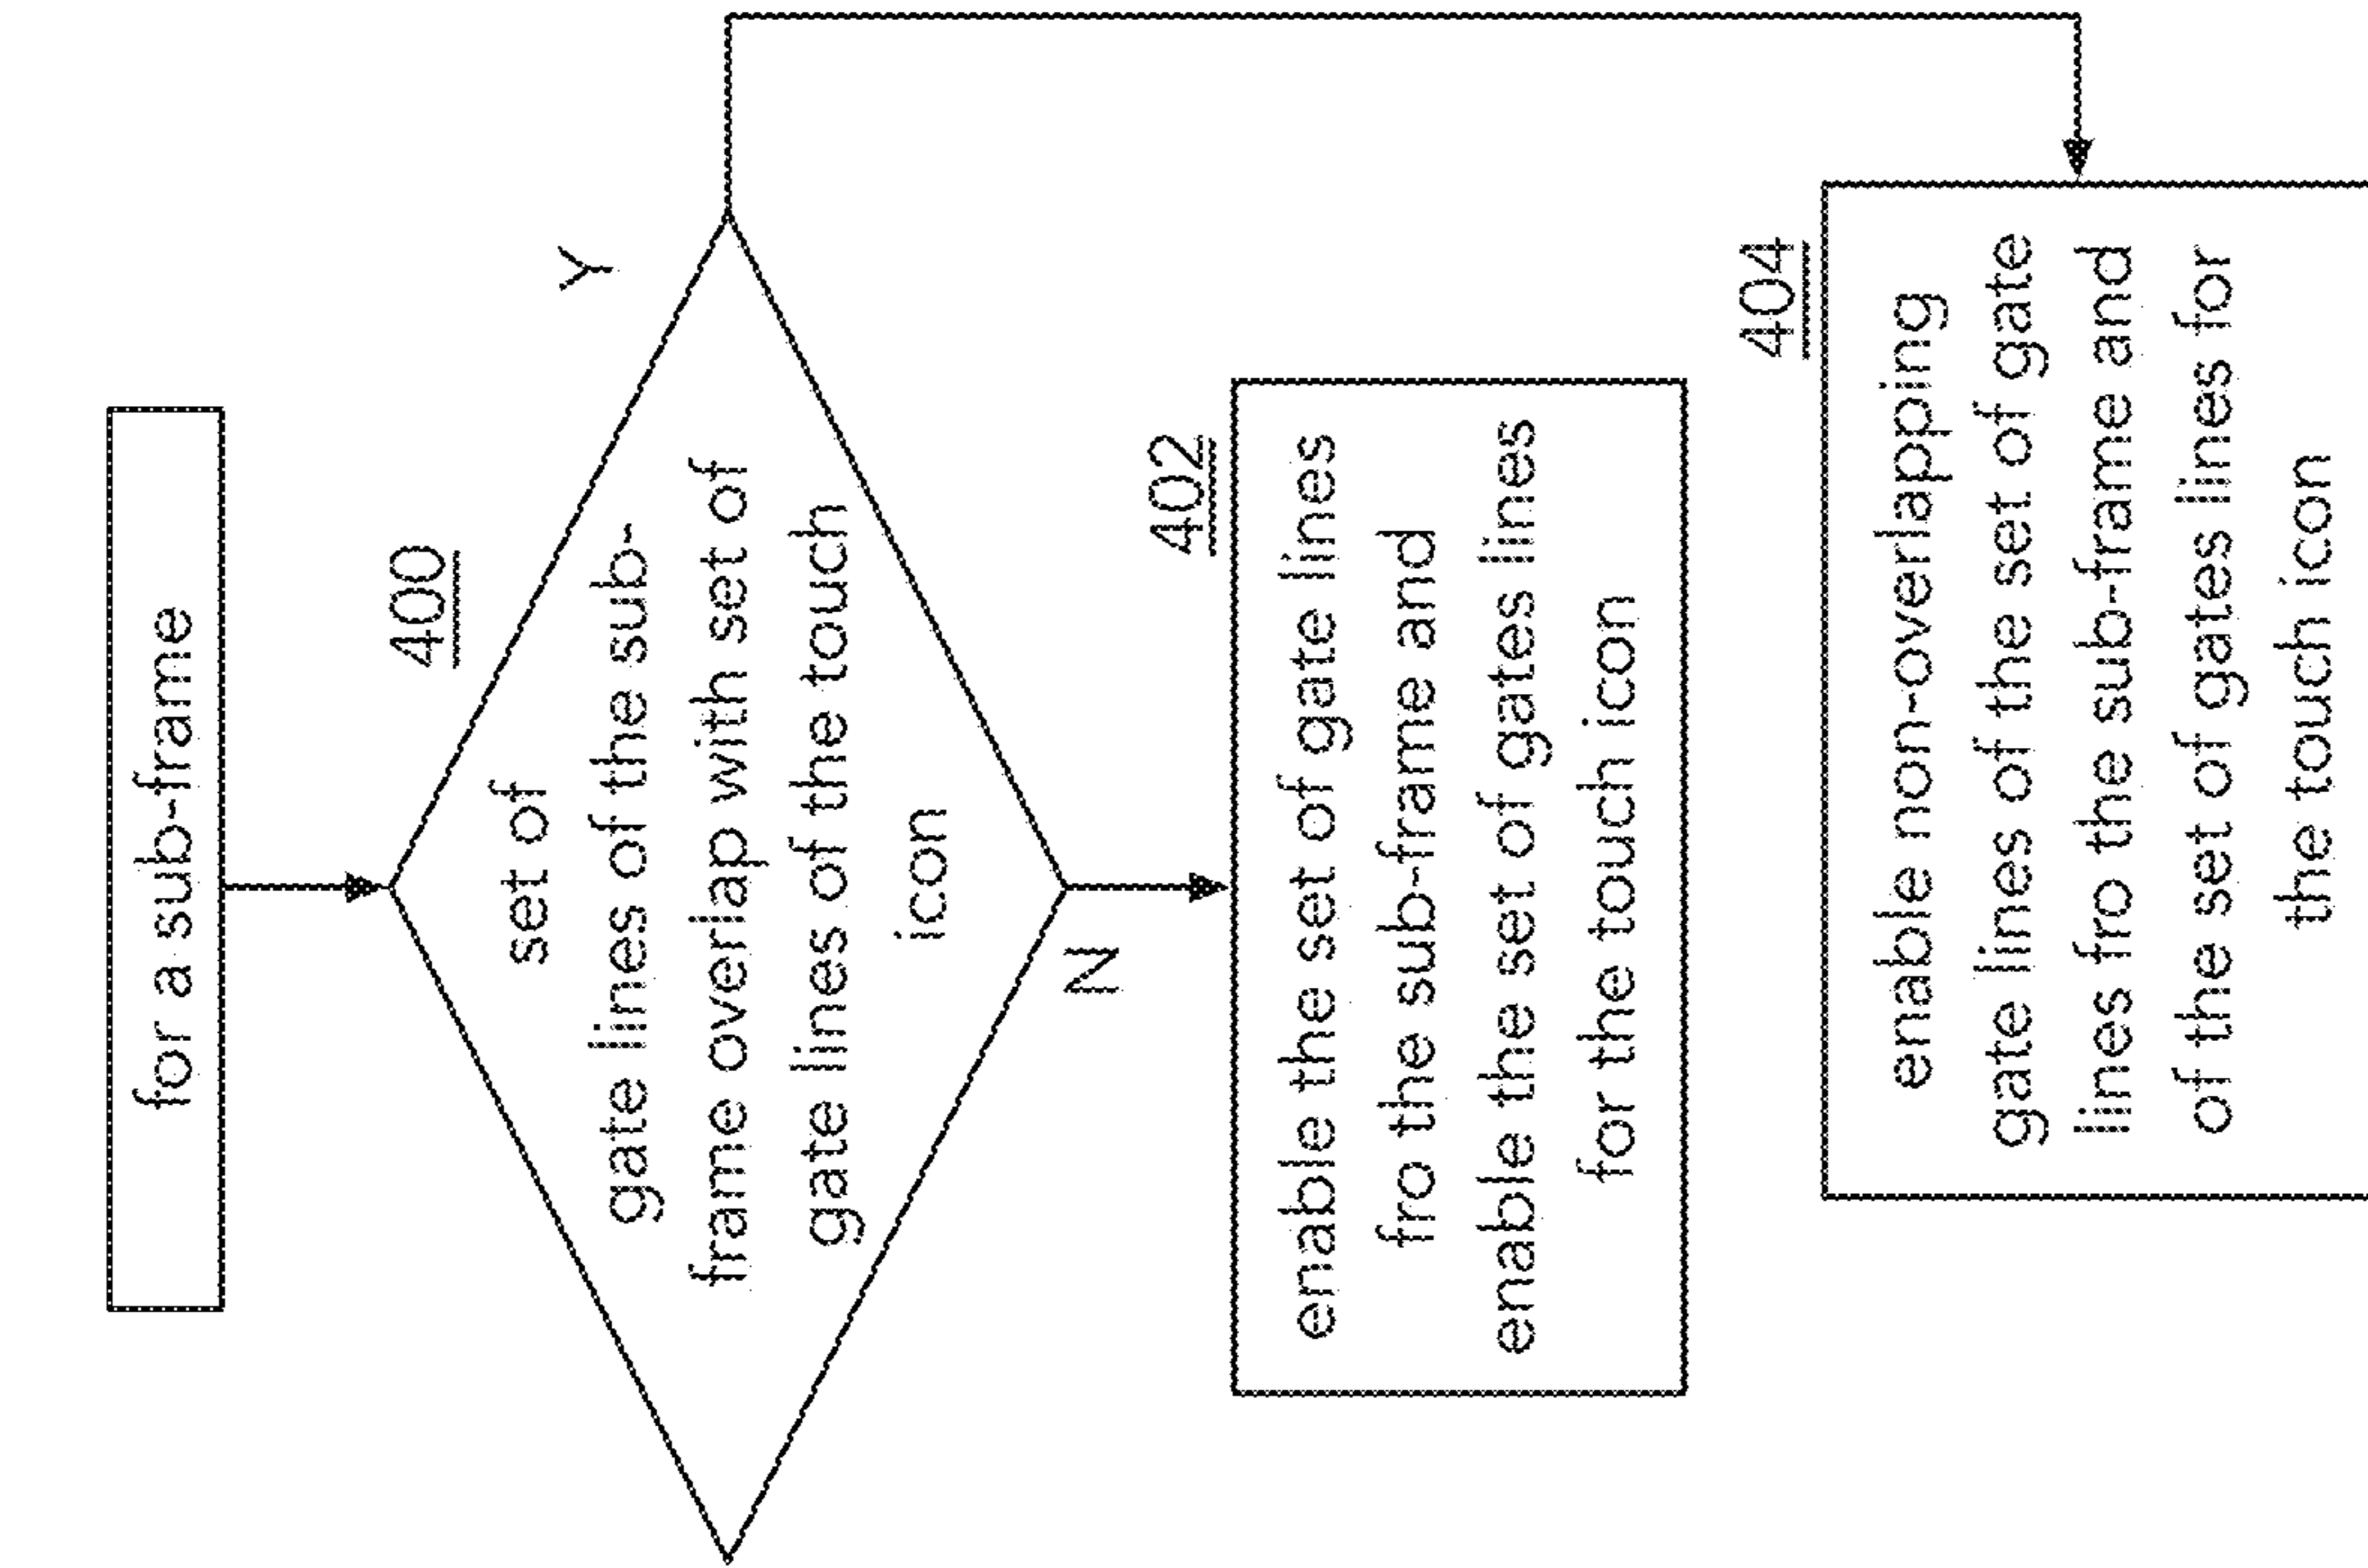 for a sub-frame
400
set of
gate lines of the sub-
frame overlap with set of
gate lines of the touch
icon
Y
N
402
enable the set of gate lines
fro the sub-frame and
enable the set of gates lines
for the touch icon
404
enable non-overlapping
gate lines of the set of gate
lines fro the sub-frame and
of the set of gates lines for
the touch icon